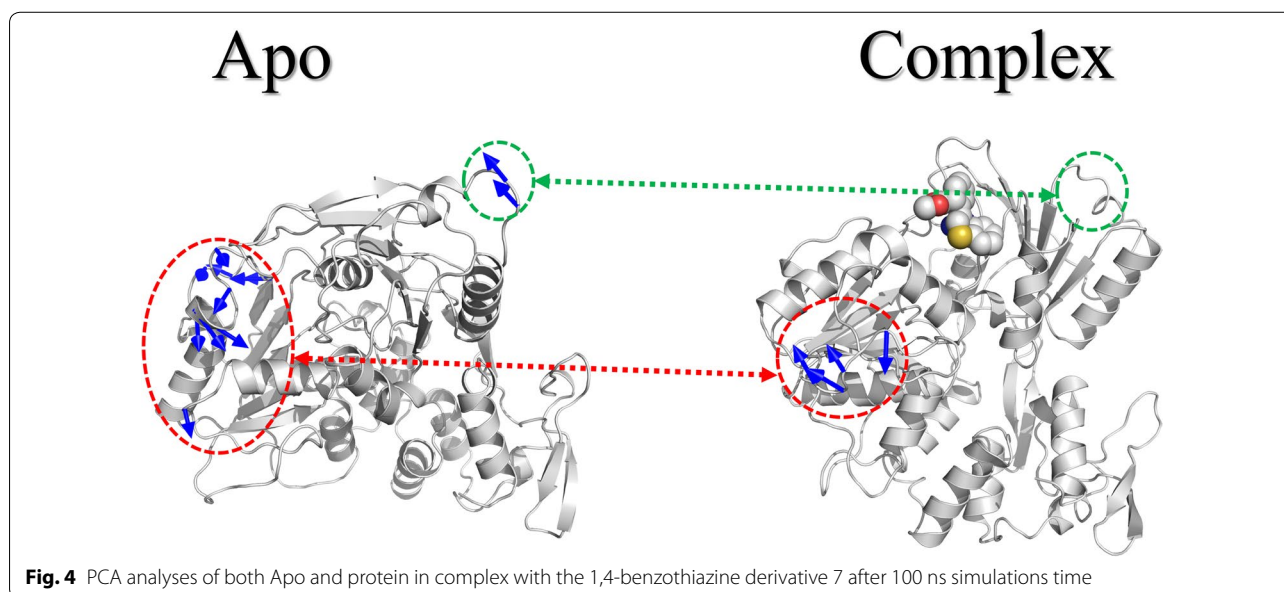 Apo
Complex
Fig. 4 PCA analyses of both Apo and protein in complex with the 1,4-benzothiazine derivative 7 after 100 ns simulations time